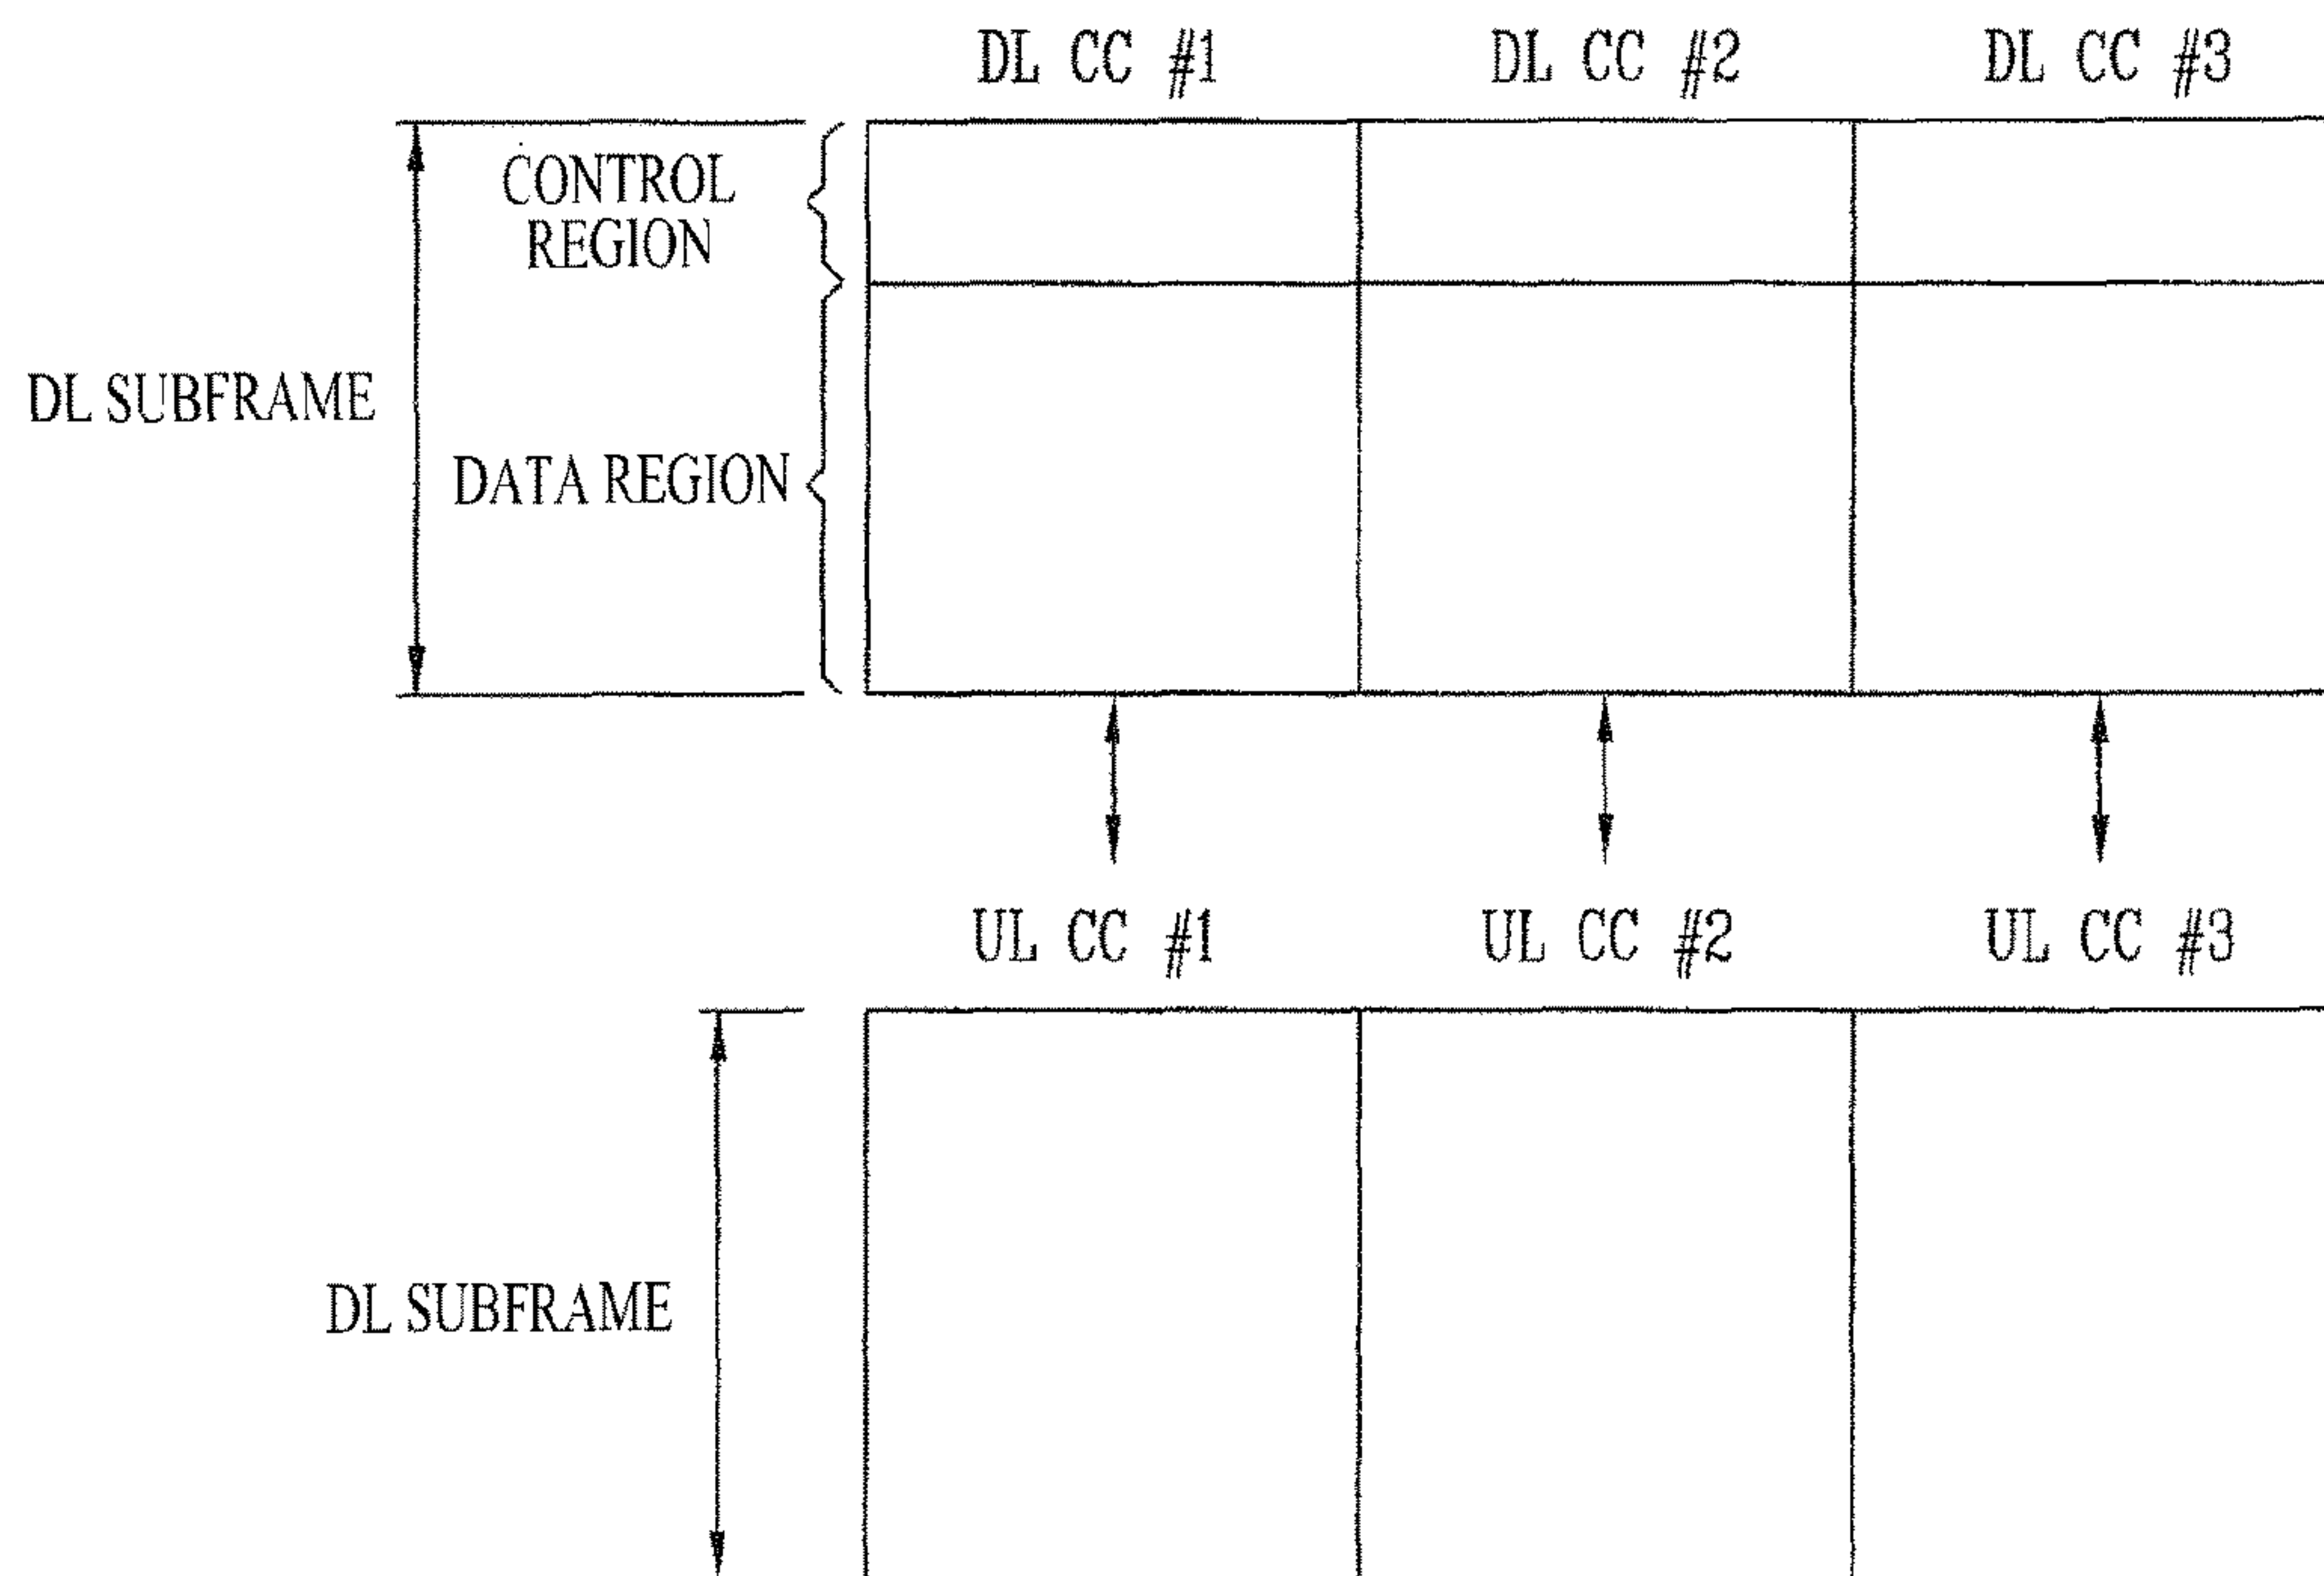 DL CC #1 DL CC #2 DL CC #3
CONTROL
REGION
DL SUBFRAME
DATA REGION
UL CC #1 UL CC #2 UL CC #3
DL SUBFRAME